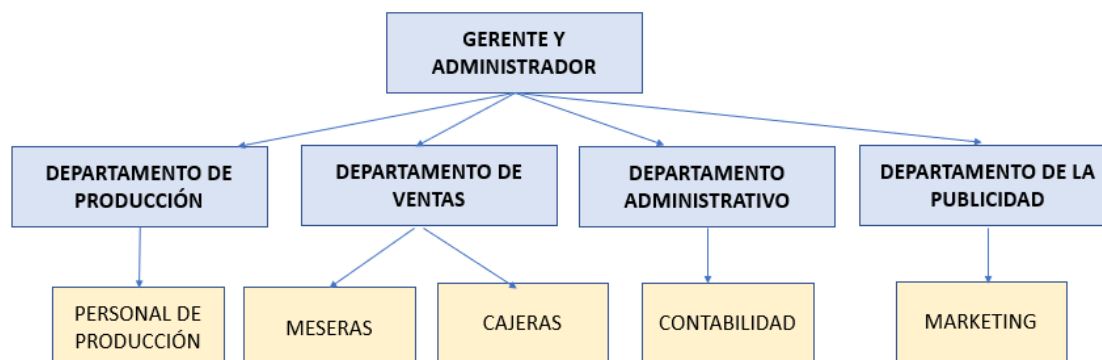 GERENTE Y
ADMINISTRADOR
DEPARTAMENTO DE
PRODUCCIÓN
DEPARTAMENTO DE
VENTAS
DEPARTAMENTO
ADMINISTRATIVO
DEPARTAMENTO DE LA
PUBLICIDAD
PERSONAL DE
PRODUCCIÓN
MESERAS
CAJERAS
CONTABILIDAD
MARKETING